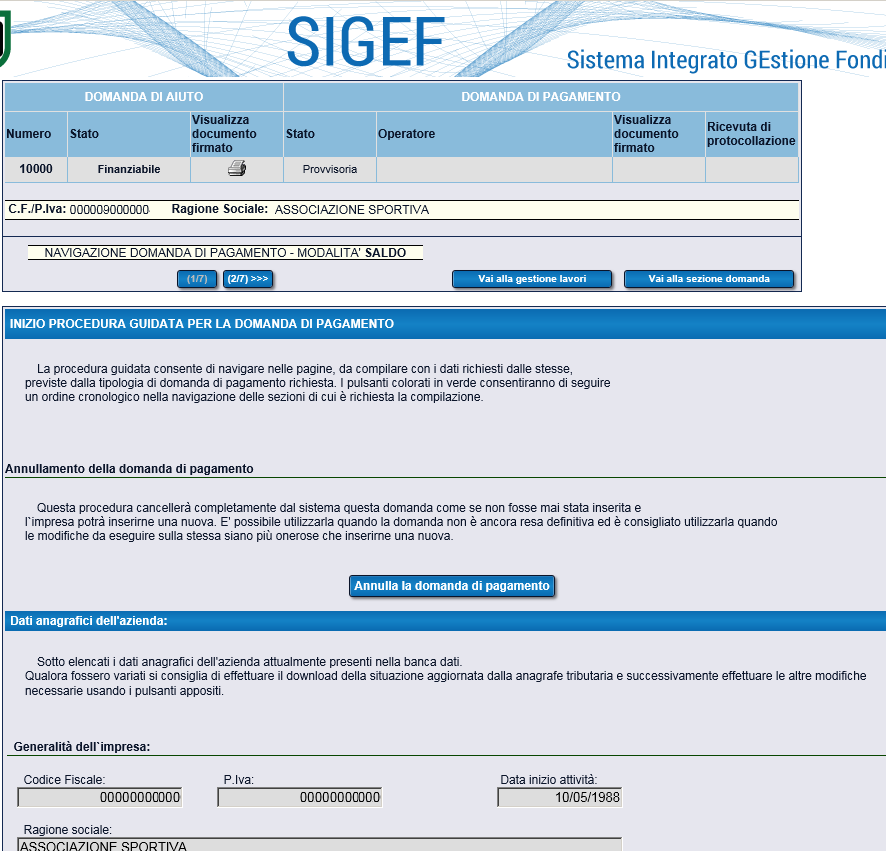 SIGEF
Sistema Integrato GEstione Fondi
DOMANDA DI AIUTO DOMANDA DI PAGAMENTO
Numero Stato Visualizza documento firmato Stato Operatore Visualizza documento firmato Ricevuta di protocollazione
10000 Finanziabile Provvisoria
C.F./P.Iva: 000009000000 Ragione Sociale: ASSOCIAZIONE SPORTIVA
NAVIGAZIONE DOMANDA DI PAGAMENTO - MODALITA' SALDO
(1/7) (2/7) >>> Vai alla gestione lavori Vai alla sezione domanda
INIZIO PROCEDURA GUIDATA PER LA DOMANDA DI PAGAMENTO
La procedura guidata consente di navigare nelle pagine, da compilare con i dati richiesti dalle stesse,
previste dalla tipologia di domanda di pagamento richiesta. I pulsanti colorati in verde consentiranno di seguire
un ordine cronologico nella navigazione delle sezioni di cui è richiesta la compilazione.
Annullamento della domanda di pagamento
Questa procedura cancellerà completamente dal sistema questa domanda come se non fosse mai stata inserita e
l`impresa potrà inserirne una nuova. E' possibile utilizzarla quando la domanda non è ancora resa definitiva ed è consigliato utilizzarla quando
le modifiche da eseguire sulla stessa siano più onerose che inserirne una nuova.
Annulla la domanda di pagamento
Dati anagrafici dell'azienda:
Sotto elencati i dati anagrafici dell'azienda attualmente presenti nella banca dati.
Qualora fossero variati si consiglia di effettuare il download della situazione aggiornata dalla anagrafe tributaria e successivamente effettuare le altre modifiche
necessarie usando i pulsanti appositi.
Generalità dell`impresa:
Codice Fiscale: P.Iva: Data inizio attività:
00000000000 00000000000 10/05/1988
Ragione sociale:
ASSOCIAZIONE SPORTIVA